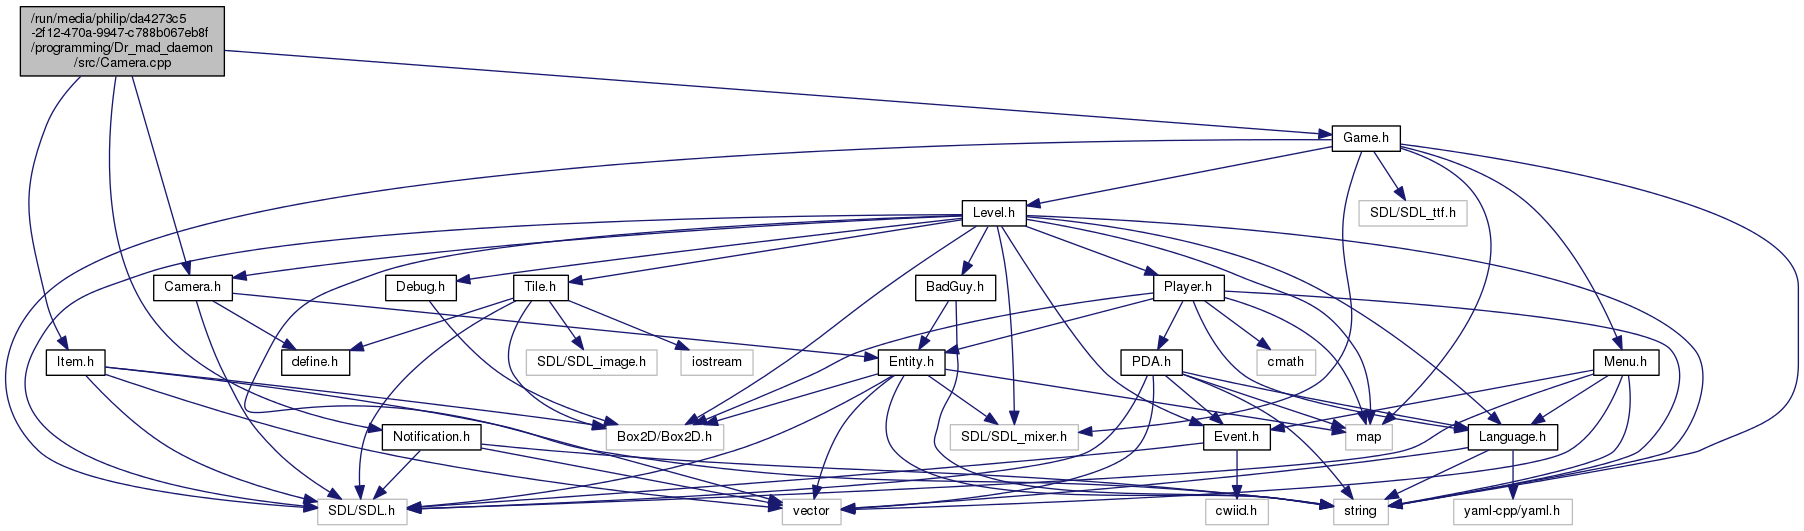 /run/media/philip/da4273c5
-2f12-470a-9947-c788b067eb8f
/programming/Dr_mad_daemon
/src/Camera.cpp
Game.h
Level.h
SDL/SDL_ttf.h
Camera.h
Debug.h
Tile.h
BadGuy.h
Player.h
Item.h
define.h
SDL/SDL_image.h
iostream
Entity.h
PDA.h
cmath
Menu.h
Notification.h
Box2D/Box2D.h
SDL/SDL_mixer.h
Event.h
map
Language.h
SDL/SDL.h
vector
cwiid.h
string
yaml-cpp/yaml.h